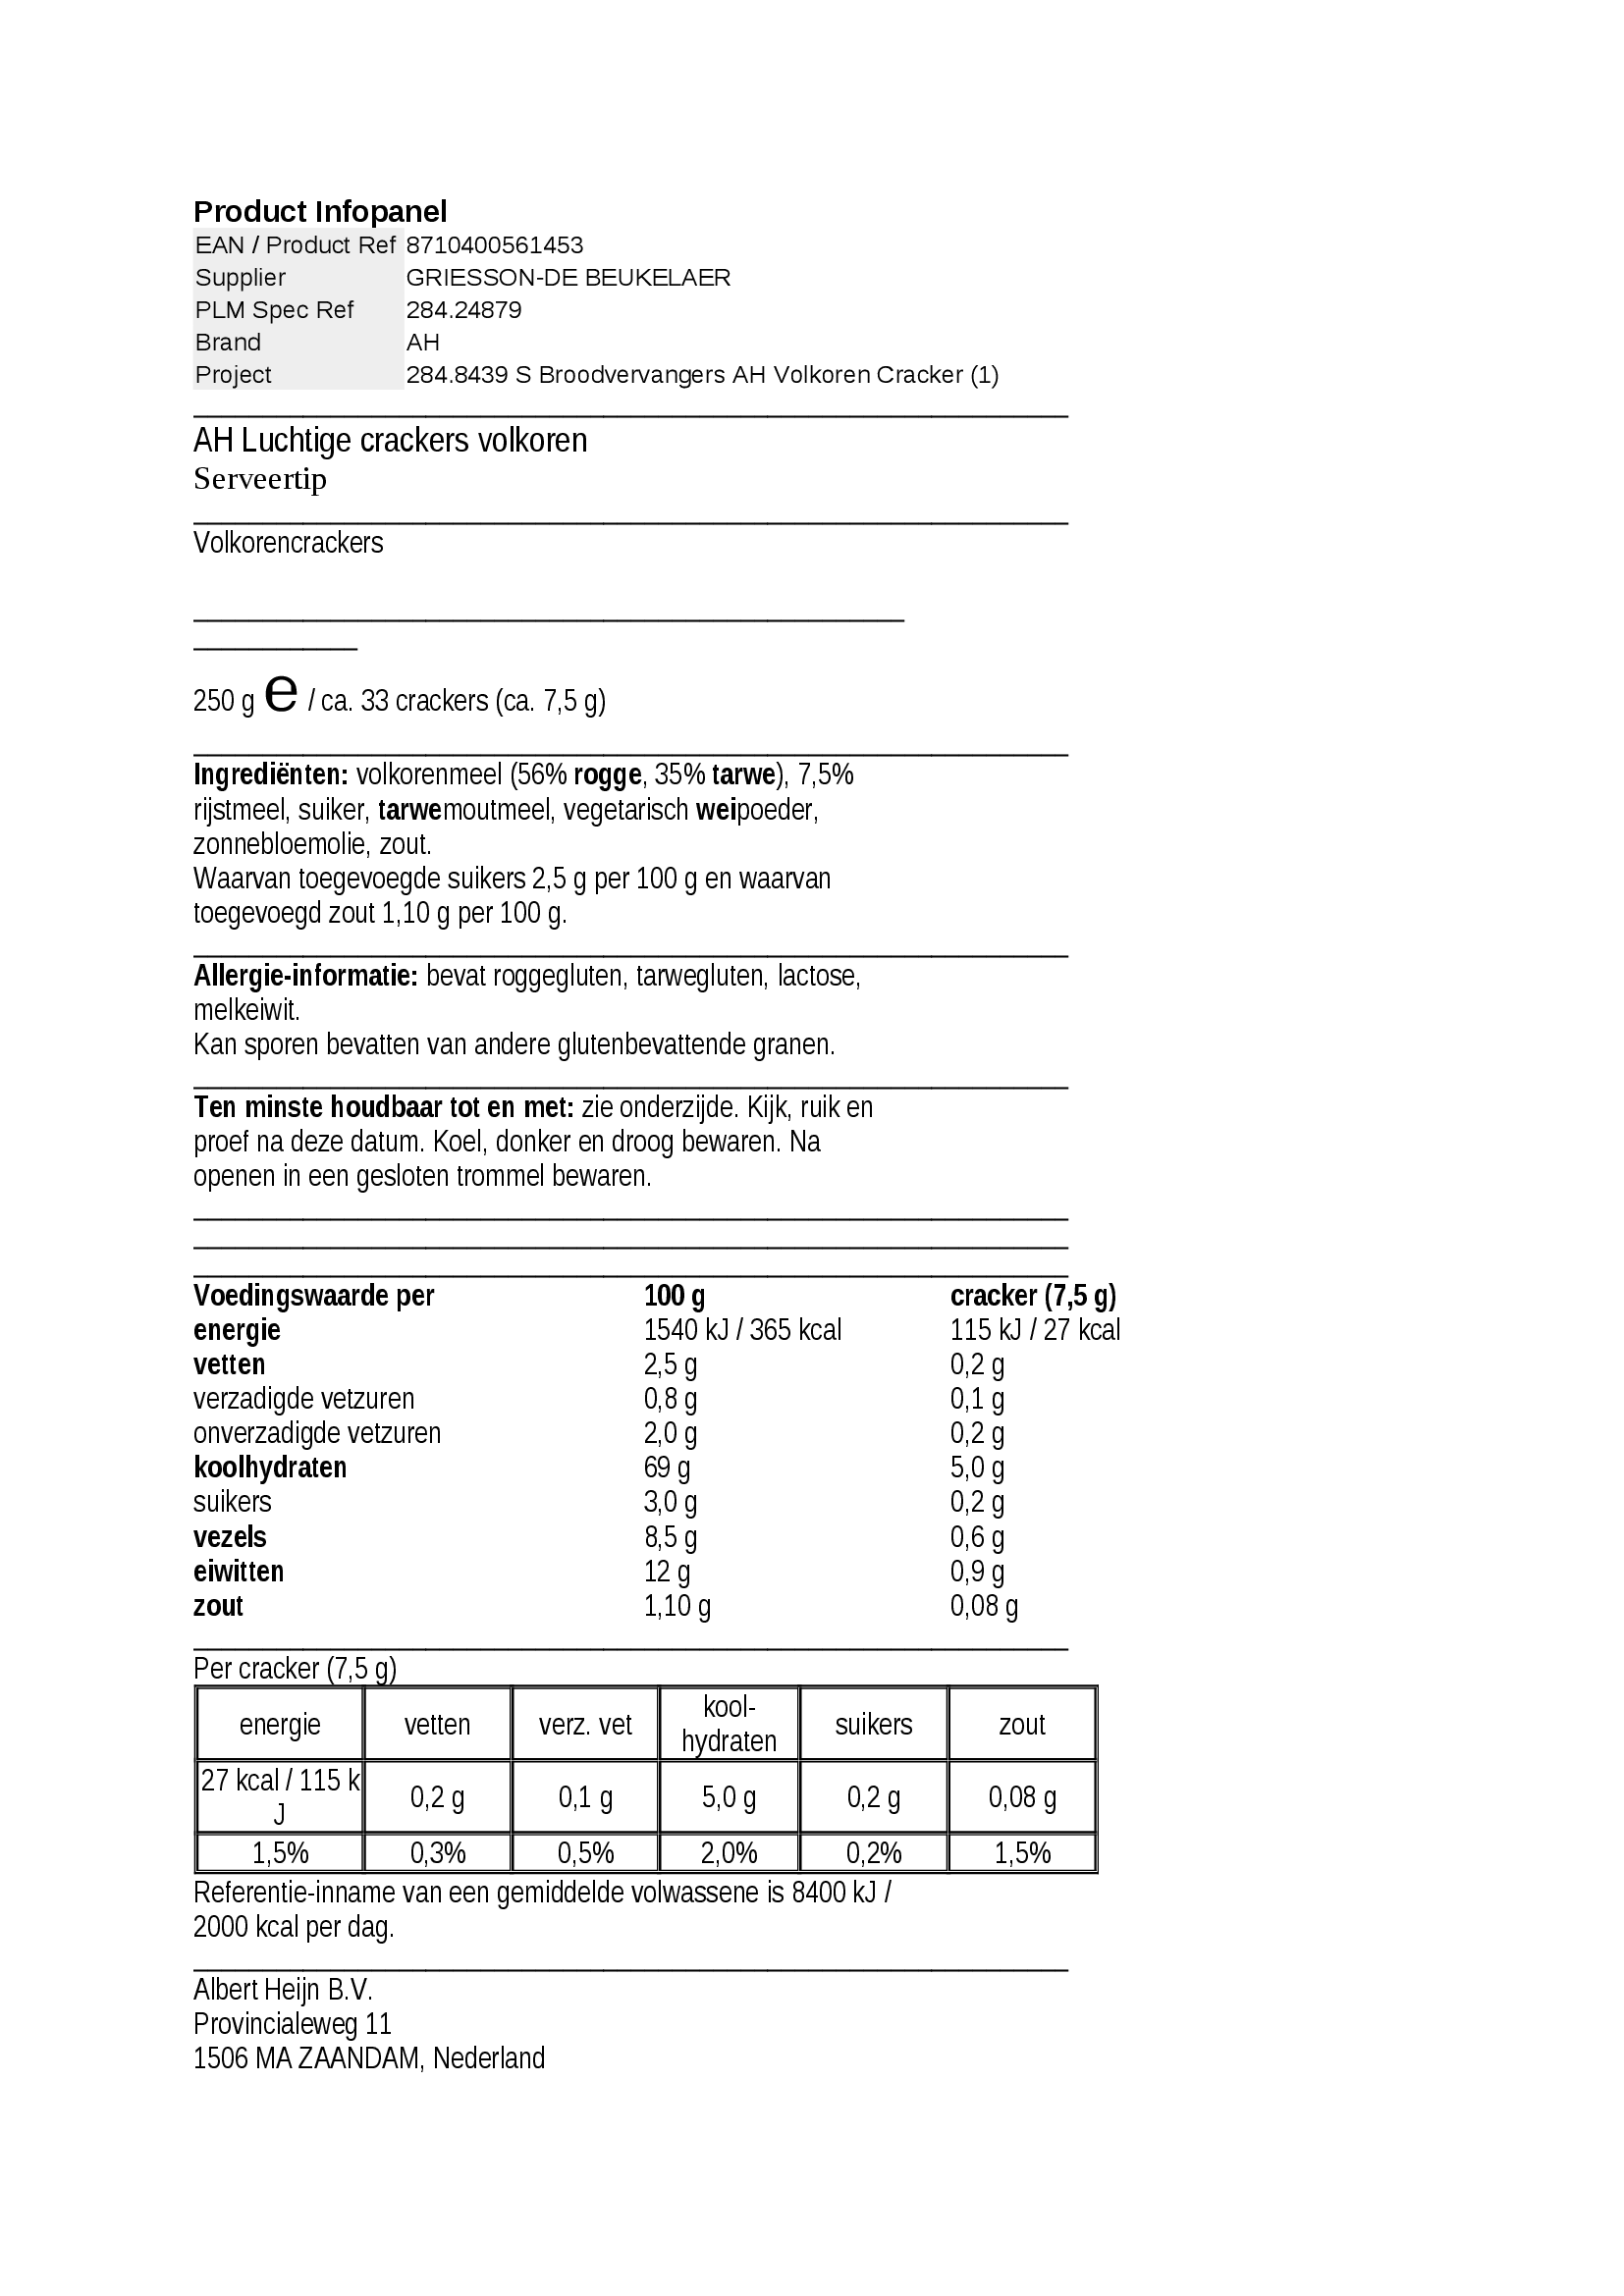 Product Infopanel
EAN / Product Ref 8710400561453
Supplier GRIESSON-DE BEUKELAER
PLM Spec Ref 284.24879
Brand AH
Project 284.8439 S Broodvervangers AH Volkoren Cracker (1)
AH Luchtige crackers volkoren
Serveertip
Volkorencrackers
250 g e / ca. 33 crackers (ca. 7,5 g)
Ingrediënten: volkorenmeel (56% rogge, 35% tarwe), 7,5%
rijstmeel, suiker, tarwemoutmeel, vegetarisch weipoeder,
zonnebloemolie, zout.
Waarvan toegevoegde suikers 2,5 g per 100 g en waarvan
toegevoegd zout 1,10 g per 100 g.
Allergie-informatie: bevat roggegluten, tarwegluten, lactose,
melkeiwit.
Kan sporen bevatten van andere glutenbevattende granen.
Ten minste houdbaar tot en met: zie onderzijde. Kijk, ruik en
proef na deze datum. Koel, donker en droog bewaren. Na
openen in een gesloten trommel bewaren.
Voedingswaarde per 100 g cracker (7,5 g)
energie 1540 kJ / 365 kcal 115 kJ / 27 kcal
vetten 2,5 g 0,2 g
verzadigde vetzuren 0,8 g 0,1 g
onverzadigde vetzuren 2,0 g 0,2 g
koolhydraten 69 g 5,0 g
suikers 3,0 g 0,2 g
vezels 8,5 g 0,6 g
eiwitten 12 g 0,9 g
zout 1,10 g 0,08 g
Per cracker (7,5 g)
energie vetten verz. vet kool-
hydraten suikers zout
27 kcal / 115 k
J 0,2 g 0,1 g 5,0 g 0,2 g 0,08 g
1,5% 0,3% 0,5% 2,0% 0,2% 1,5%
Referentie-inname van een gemiddelde volwassene is 8400 kJ /
2000 kcal per dag.
Albert Heijn B.V.
Provincialeweg 11
1506 MA ZAANDAM, Nederland